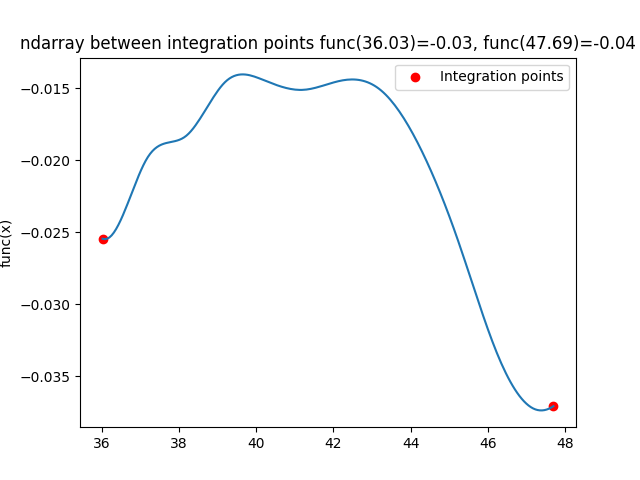 ndarray between integration points func(36.03)=-0.03, func(47.69)=-0.04
Integration points
func(x)
−0.015
−0.020
−0.025
−0.030
−0.035
36 38 40 42 44 46 48